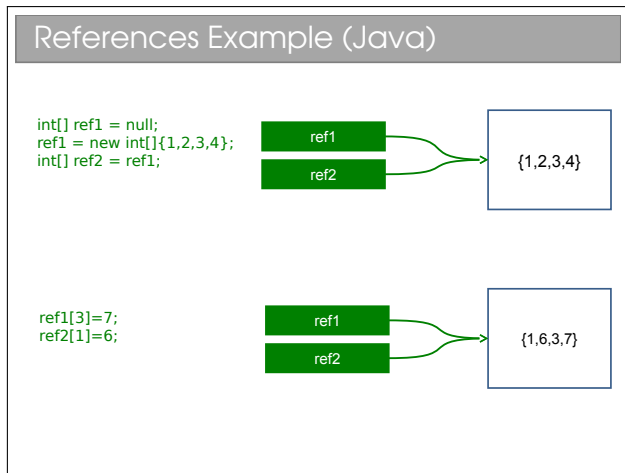 References Example (Java)
int[] ref1 = null;
ref1 = new int[]{1,2,3,4};
int[] ref2 = ref1;
ref1
ref2
{1,2,3,4}
ref1[3]=7;
ref2[1]=6;
ref1
ref2
{1,6,3,7}